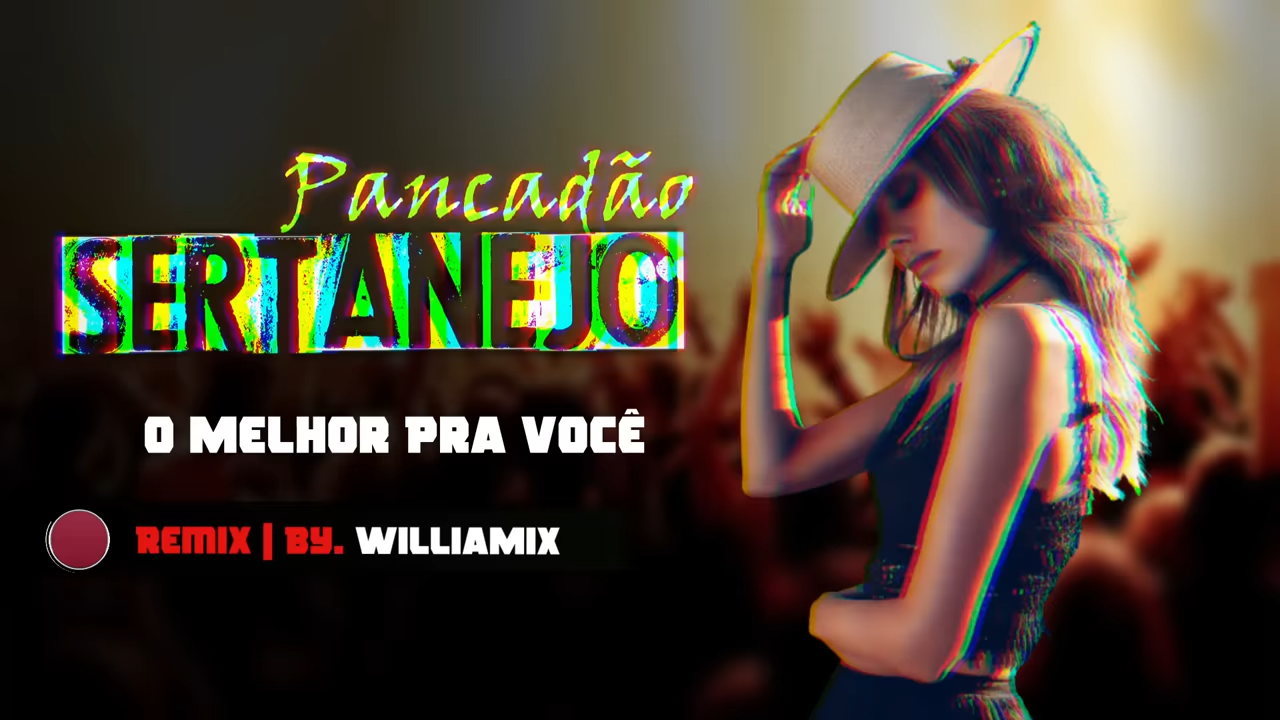 Pancadão
SERTANEJO
O MELHOR PRA VOCÊ
REMIX | BY. WILLIAMIX